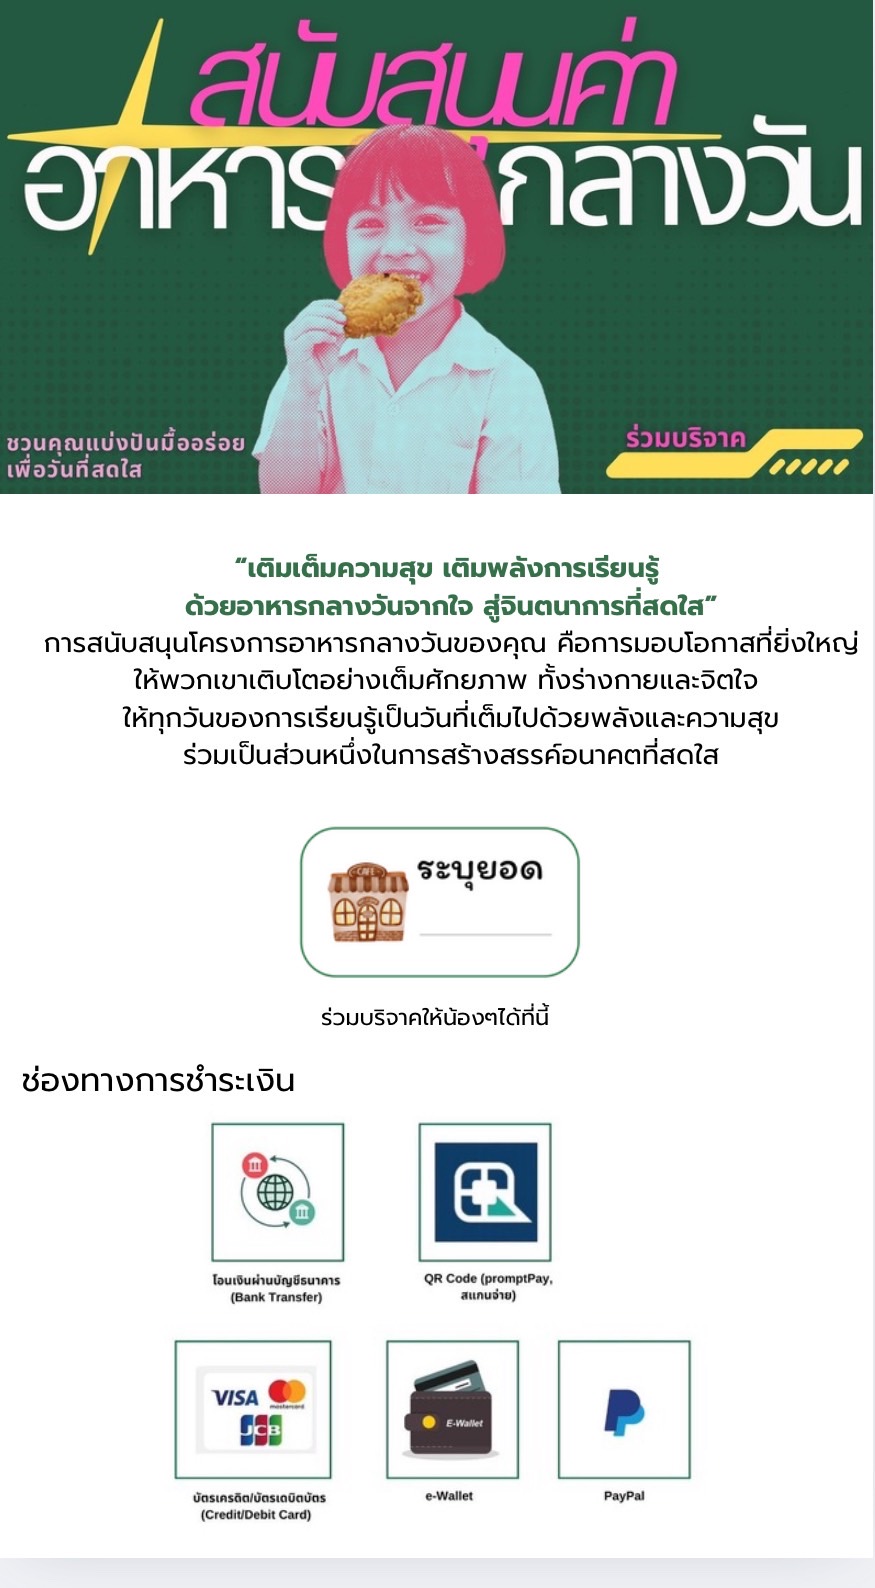 สนับสนุนค่า
อาหารกลางวัน
ชวนคุณแบ่งปันมื้ออร่อย
เพื่อวันที่สดใส
ร่วมบริจาค
“เติมเต็มความสุข เติมพลังการเรียนรู้
ด้วยอาหารกลางวันจากใจ สู่จินตนาการที่สดใส”
การสนับสนุนโครงการอาหารกลางวันของคุณ คือการมอบโอกาสที่ยิ่งใหญ่
ให้พวกเขาเติบโตอย่างเต็มศักยภาพ ทั้งร่างกายและจิตใจ
ให้ทุกวันของการเรียนรู้เป็นวันที่เต็มไปด้วยพลังและความสุข
ร่วมเป็นส่วนหนึ่งในการสร้างสรรค์อนาคตที่สดใส
CAFE
ระบุยอด
ร่วมบริจาคให้น้องๆได้ที่นี้
ช่องทางการชำระเงิน
โอนเงินผ่านบัญชีธนาคาร
(Bank Transfer)
QR Code (promptPay,
สแกนจ่าย)
VISA
mastercard
JCB
E-Wallet
บัตรเครดิต/บัตรเดบิตบัตร
(Credit/Debit Card)
e-Wallet
PayPal